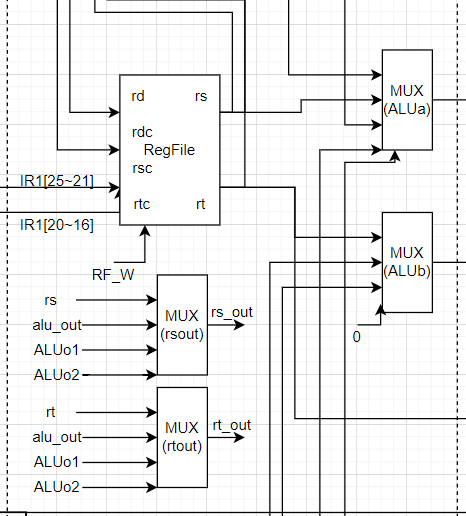 rd rs
MUX
(ALUa)
rdc
RegFile
rsc
IR1[25~21]
rtc rt
IR1[20~16]
MUX
(ALUb)
RF_W
rs
MUX
(rsout)
rs_out
alu_out
ALUo1
0
ALUo2
rt
MUX
(rtout)
rt_out
alu_out
ALUo1
ALUo2